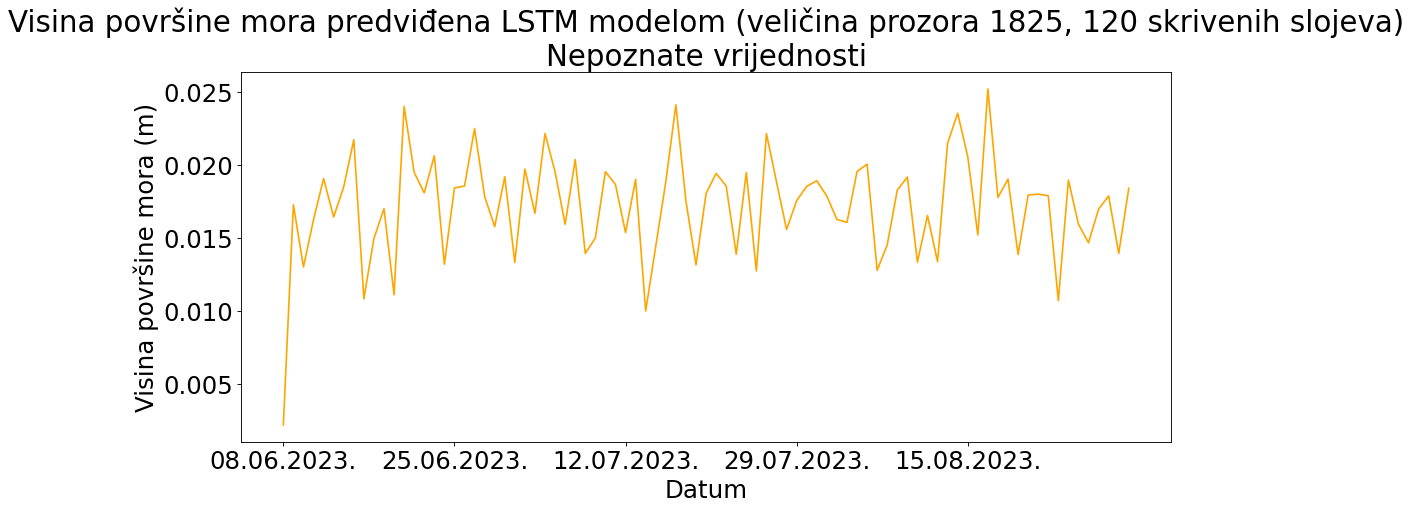 Visina površine mora predviđena LSTM modelom (veličina prozora 1825, 120 skrivenih slojeva)
Nepoznate vrijednosti
Visina površine mora (m)
0.025
0.020
0.015
0.010
0.005
08.06.2023. 25.06.2023. 12.07.2023. 29.07.2023. 15.08.2023.
Datum